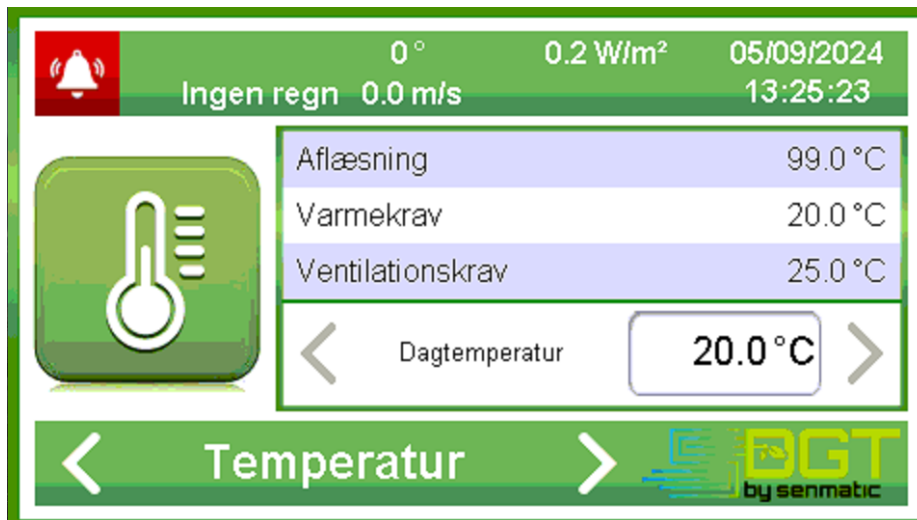 0° 0.2 W/m² 05/09/2024
Ingen regn 0.0 m/s 13:25:23
Aflæsning 99.0 °C
Varmekrav 20.0 °C
Ventilationskrav 25.0 °C
Dagtemperatur 20.0 °C
Temperatur
DGT
by senmatic